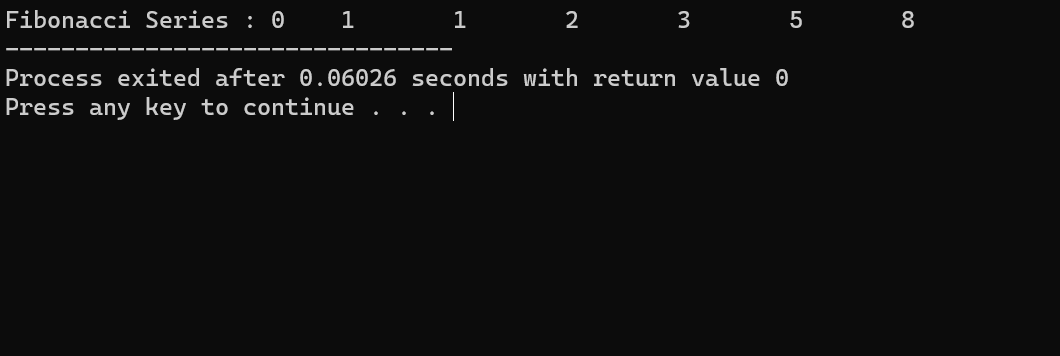 Fibonacci Series : 0    1       1       2       3       5       8
--------------------------------
Process exited after 0.06026 seconds with return value 0
Press any key to continue . . .